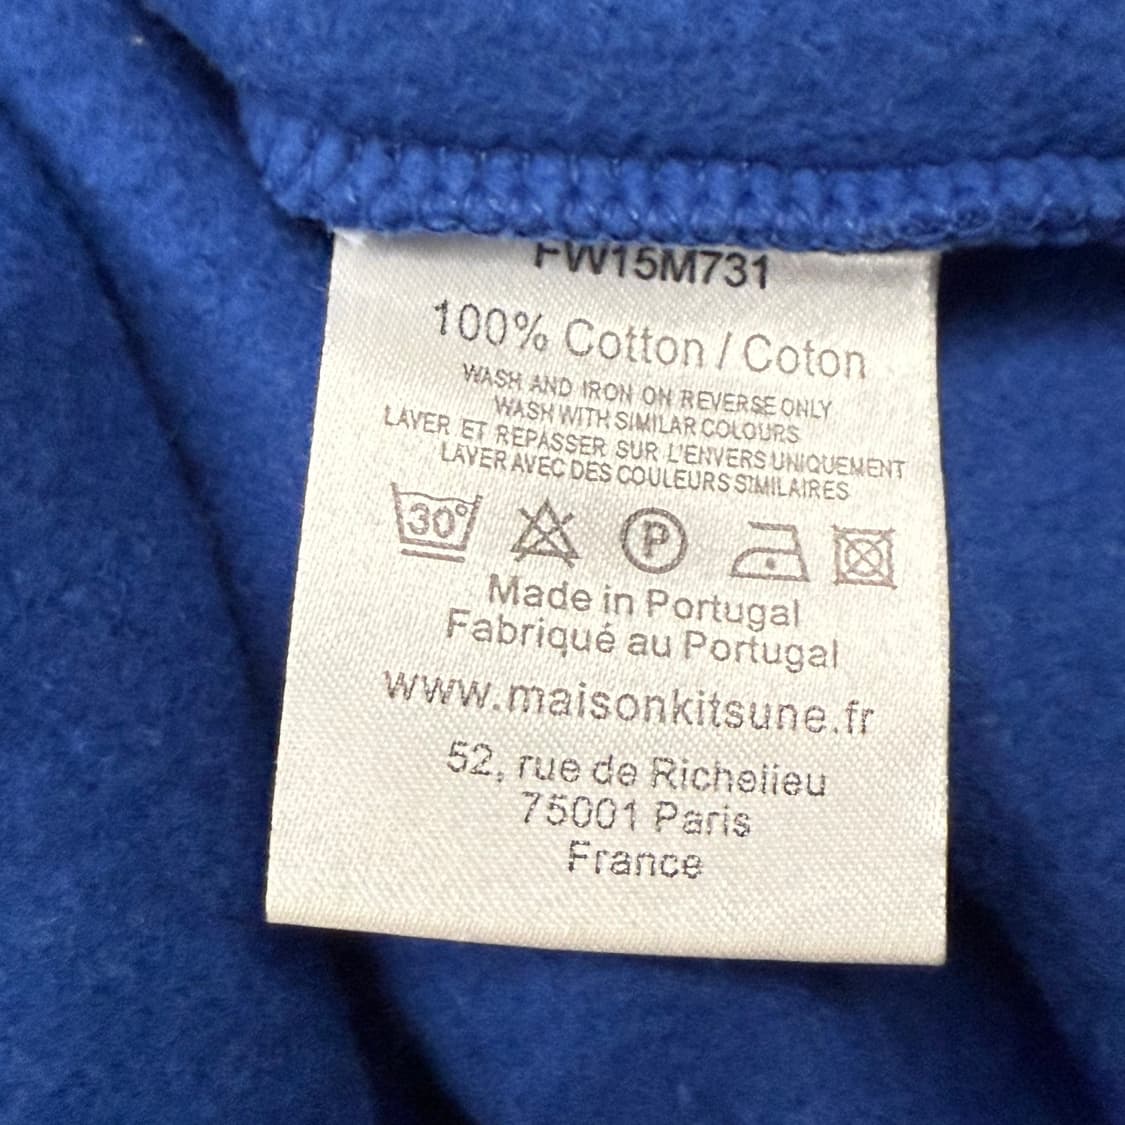 FW15M731
100% Cotton / Coton
WASH AND IRON ON REVERSE ONLY
WASH WITH SIMILAR COLOURS
LAVER ET REPASSER SUR L'ENVERS UNIQUEMENT
LAVER AVEC DES COULEURS SIMILAIRES
30° P
Made in Portugal
Fabriqué au Portugal
www.maisonkitsune.fr
52, rue de Richelieu
75001 Paris
France